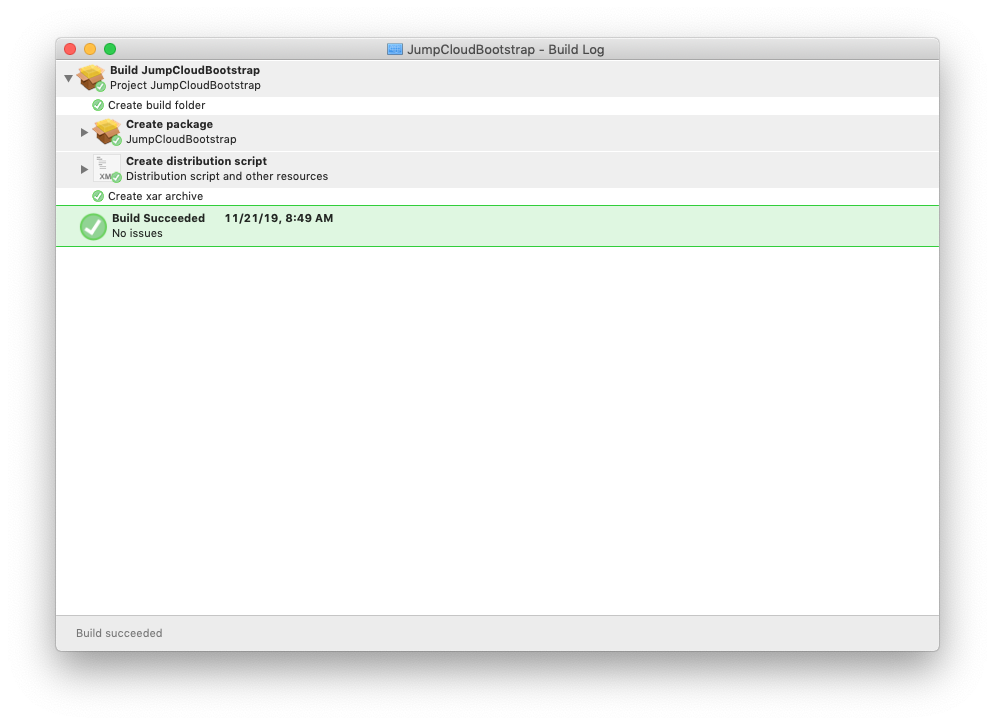 JumpCloudBootstrap - Build Log
Build JumpCloudBootstrap
Project JumpCloudBootstrap
Create build folder
Create package
JumpCloudBootstrap
Create distribution script
XM
Distribution script and other resources
Create xar archive
Build Succeeded 11/21/19, 8:49 AM
No issues
Build succeeded